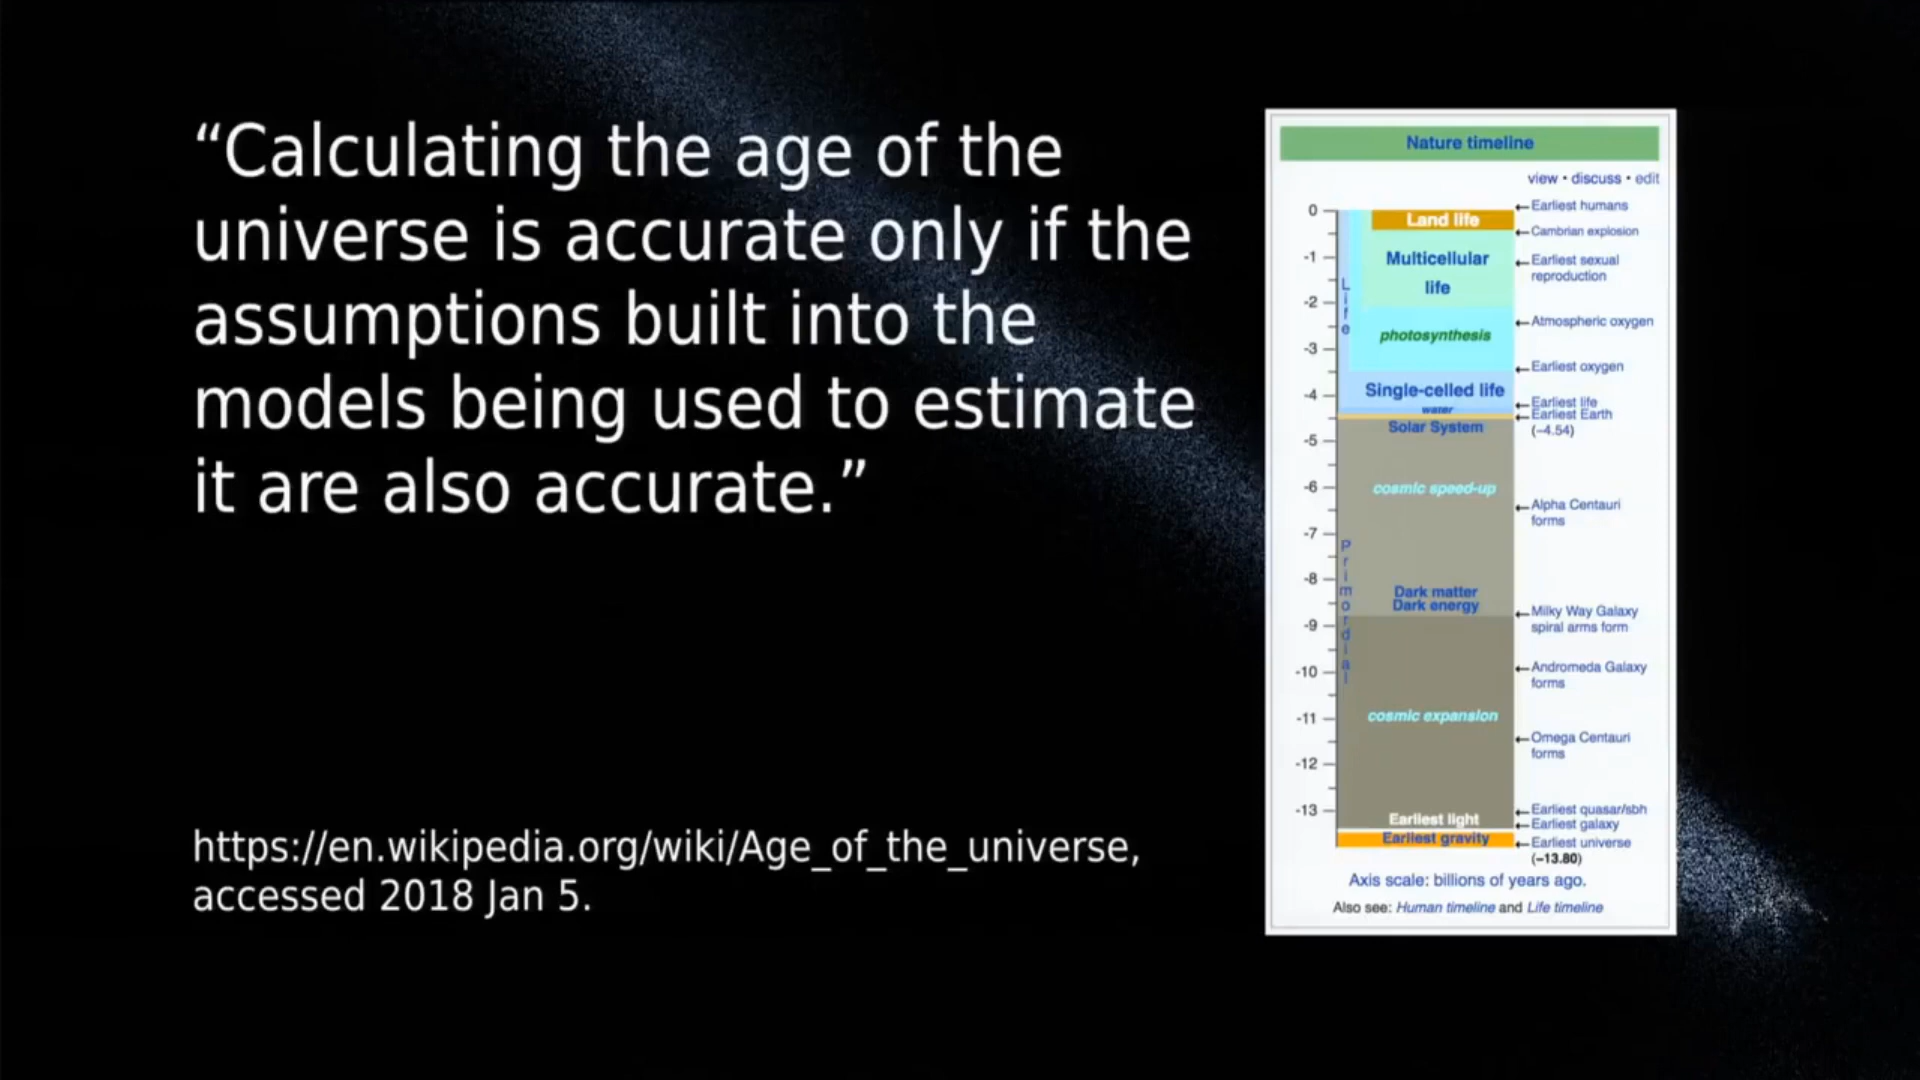 “Calculating the age of the
universe is accurate only if the
assumptions built into the
models being used to estimate
it are also accurate.”
https://en.wikipedia.org/wiki/Age_of_the_universe,
accessed 2018 Jan 5.
Nature timeline
view • discuss • edit
0
-1
-2
-3
-4
-5
-6
-7
-8
-9
-10
-11
-12
-13
Life
Primordial
Land life
Multicellular
life
photosynthesis
Single-celled life
water
Solar System
cosmic speed-up
Dark matter
Dark energy
cosmic expansion
Earliest light
Earliest gravity
←Earliest humans
←Cambrian explosion
←Earliest sexual
reproduction
←Atmospheric oxygen
←Earliest oxygen
←Earliest life
←Earliest Earth
(−4.54)
←Alpha Centauri
forms
←Milky Way Galaxy
spiral arms form
←Andromeda Galaxy
forms
←Omega Centauri
forms
←Earliest quasar/sbh
←Earliest galaxy
←Earliest universe
(−13.80)
Axis scale: billions of years ago.
Also see: Human timeline and Life timeline